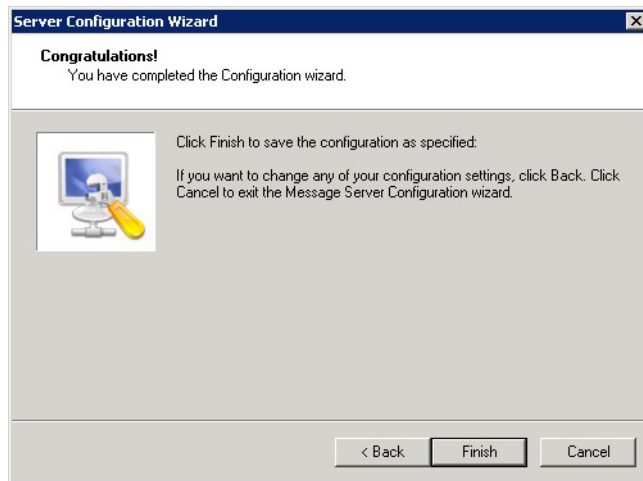 Server Configuration Wizard
Congratulations!
You have completed the Configuration wizard.
Click Finish to save the configuration as specified:
If you want to change any of your configuration settings, click Back. Click
Cancel to exit the Message Server Configuration wizard.
< Back
Finish
Cancel